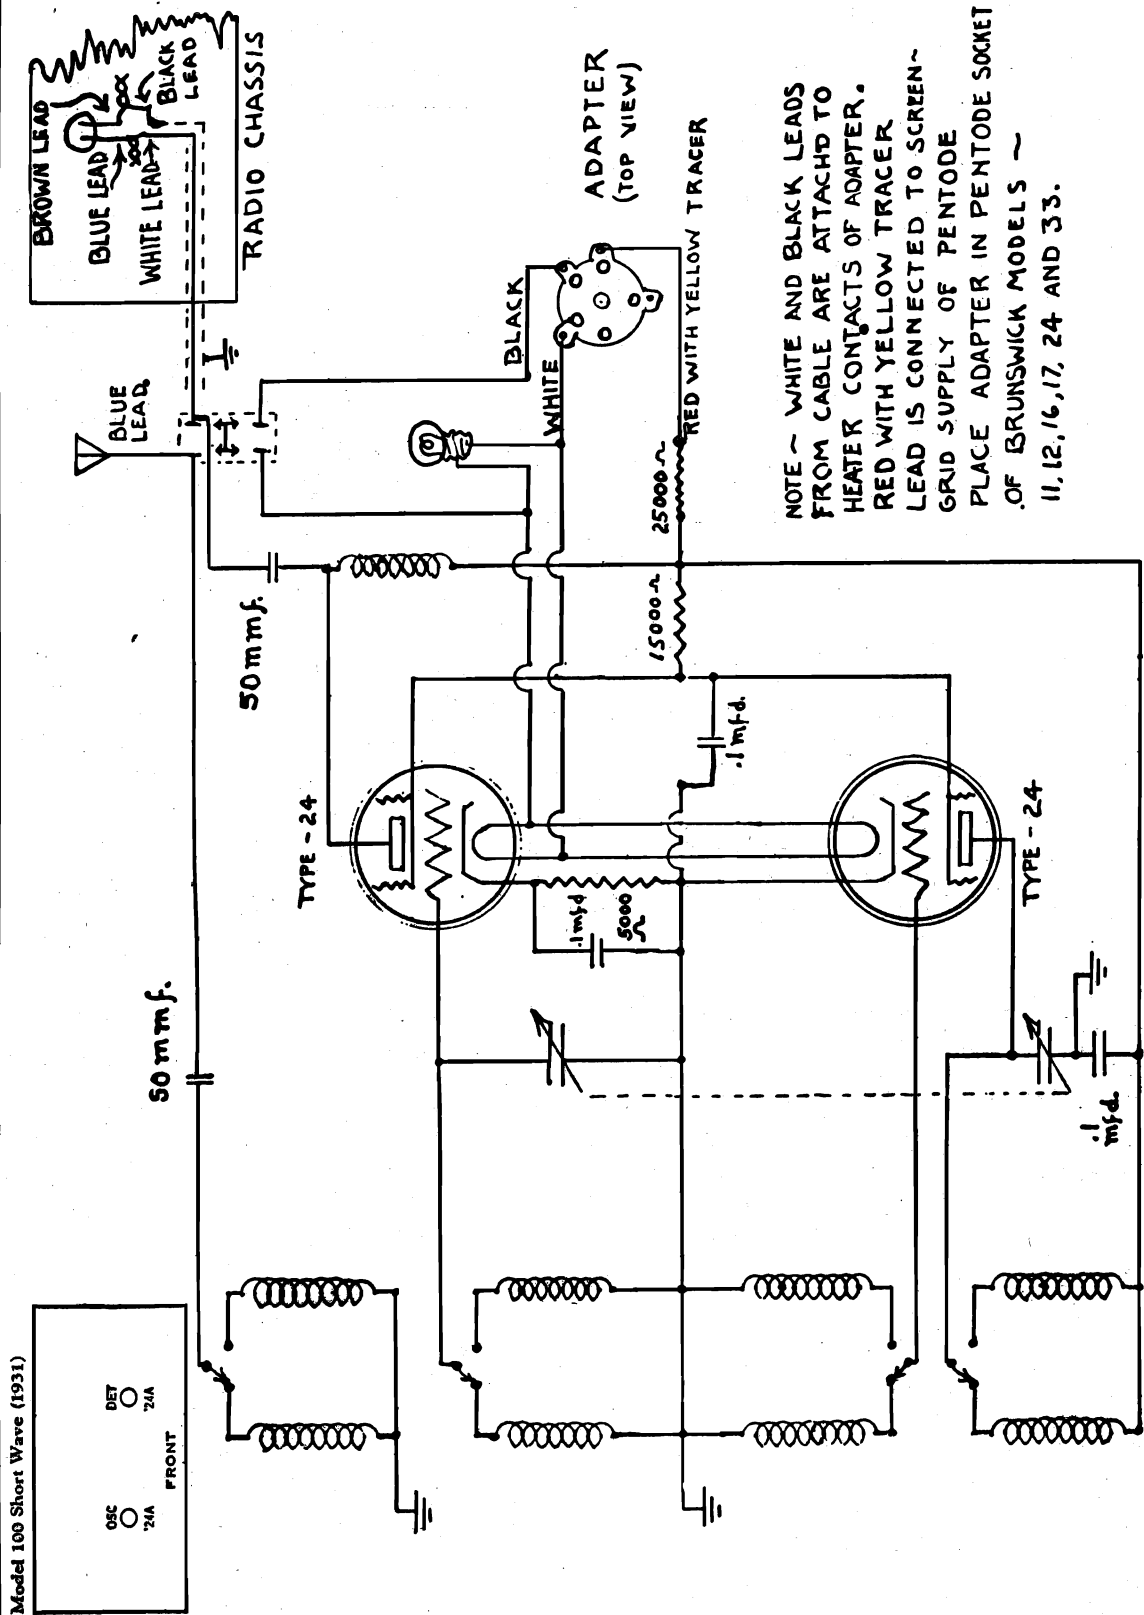 Model 100 Short Wave (1931)
OSC
'24A
DET
'24A
FRONT
BROWN LEAD
BLUE LEAD
WHITE LEAD
BLACK
LEAD
RADIO CHASSIS
BLUE
LEAD.
50 mmf.
50 mmf.
BLACK
WHITE
ADAPTER
(TOP VIEW)
RED WITH YELLOW TRACER
25000 Ω
15000 Ω
TYPE-24
.1 mfd
5000
Ω
.1 mfd.
TYPE-24
.1
mfd.
NOTE ~ WHITE AND BLACK LEADS
FROM CABLE ARE ATTACHD TO
HEATER CONTACTS OF ADAPTER.
RED WITH YELLOW TRACER
LEAD IS CONNECTED TO SCREEN~
GRID SUPPLY OF PENTODE
PLACE ADAPTER IN PENTODE SOCKET
OF BRUNSWICK MODELS ~
11,12,16,17, 24 AND 33.